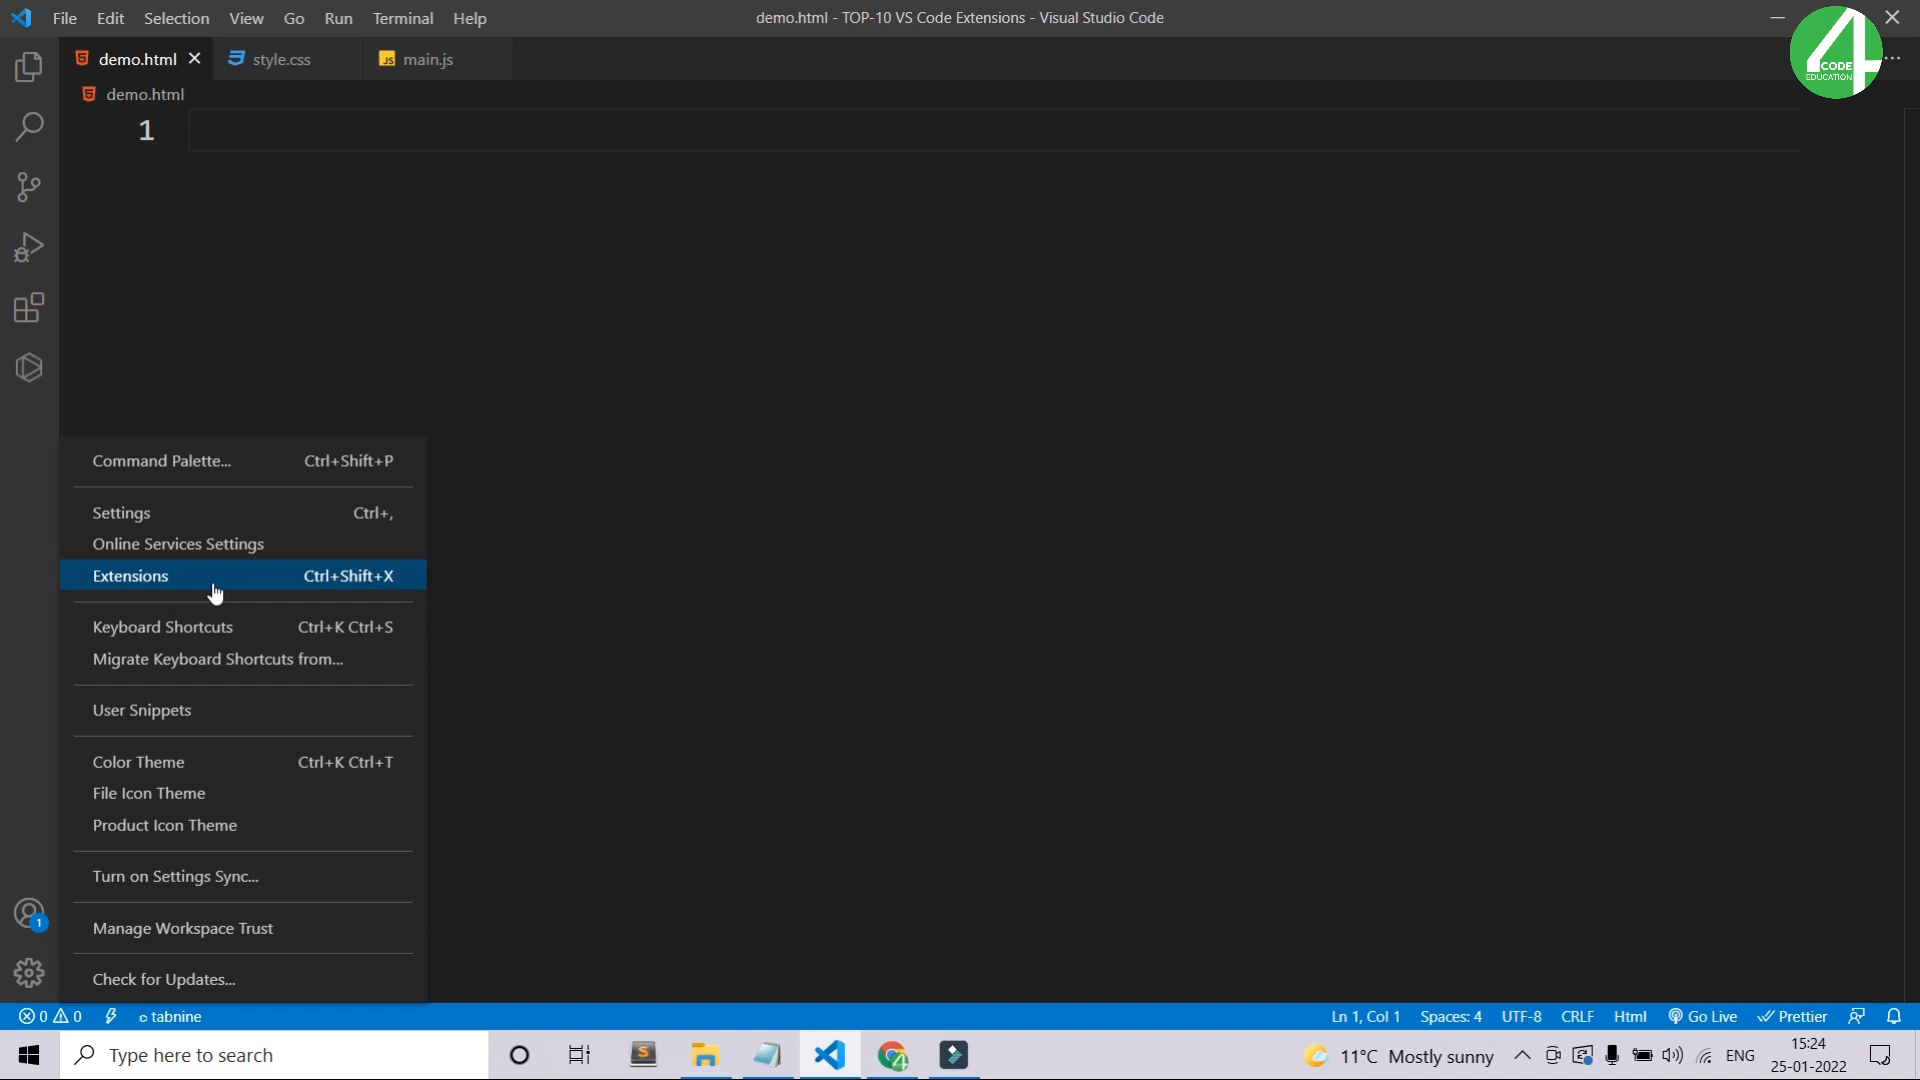 File Edit Selection View Go Run Terminal Help
demo.html - TOP-10 VS Code Extensions - Visual Studio Code
4 CODE EDUCATION
demo.html
style.css
JS main.js
demo.html
1
Command Palette... Ctrl+Shift+P
Settings Ctrl+,
Online Services Settings
Extensions Ctrl+Shift+X
Keyboard Shortcuts Ctrl+K Ctrl+S
Migrate Keyboard Shortcuts from...
User Snippets
Color Theme Ctrl+K Ctrl+T
File Icon Theme
Product Icon Theme
Turn on Settings Sync...
1
Manage Workspace Trust
Check for Updates...
0 0 tabnine
Ln 1, Col 1 Spaces: 4 UTF-8 CRLF Html Go Live Prettier
Type here to search
11°C Mostly sunny
ENG
15:24
25-01-2022